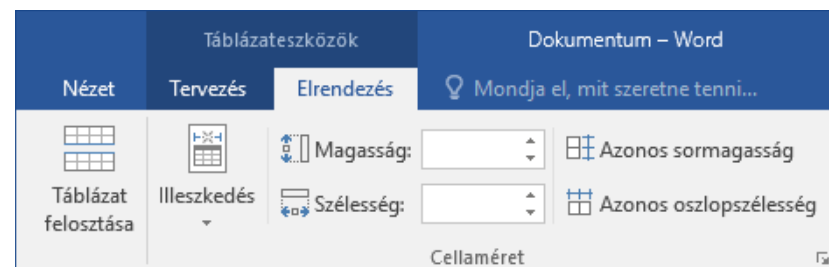 Táblázateszközök
Dokumentum – Word
Nézet
Tervezés
Elrendezés
Mondja el, mit szeretne tenni...
Táblázat
felosztása
Illeszkedés
Magasság:
Szélesség:
Azonos sormagasság
Azonos oszlopszélesség
Cellaméret